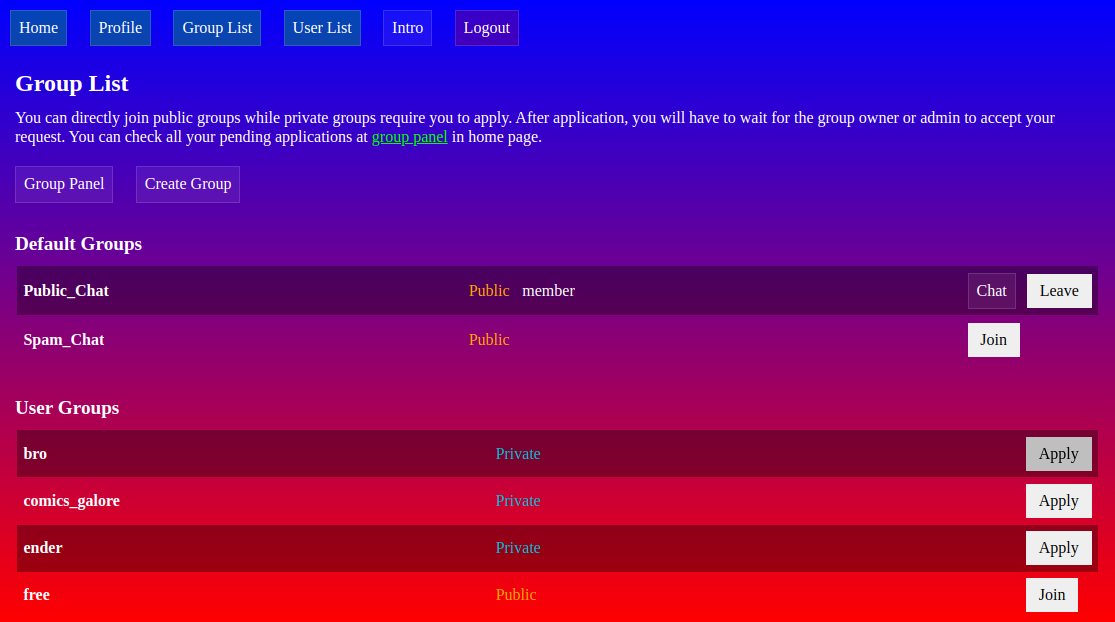 Home Profile Group List User List Intro Logout
Group List
You can directly join public groups while private groups require you to apply. After application, you will have to wait for the group owner or admin to accept your
request. You can check all your pending applications at group panel in home page.
Group Panel Create Group
Default Groups
Public_Chat Public member Chat Leave
Spam_Chat Public Join
User Groups
bro Private Apply
comics_galore Private Apply
ender Private Apply
free Public Join